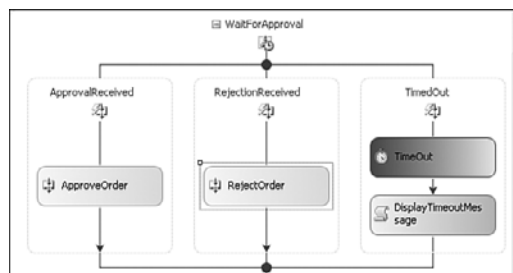 WaitForApproval
ApprovalReceived
RejectionReceived
TimedOut
ApproveOrder
RejectOrder
TimeOut
DisplayTimeoutMes
sage